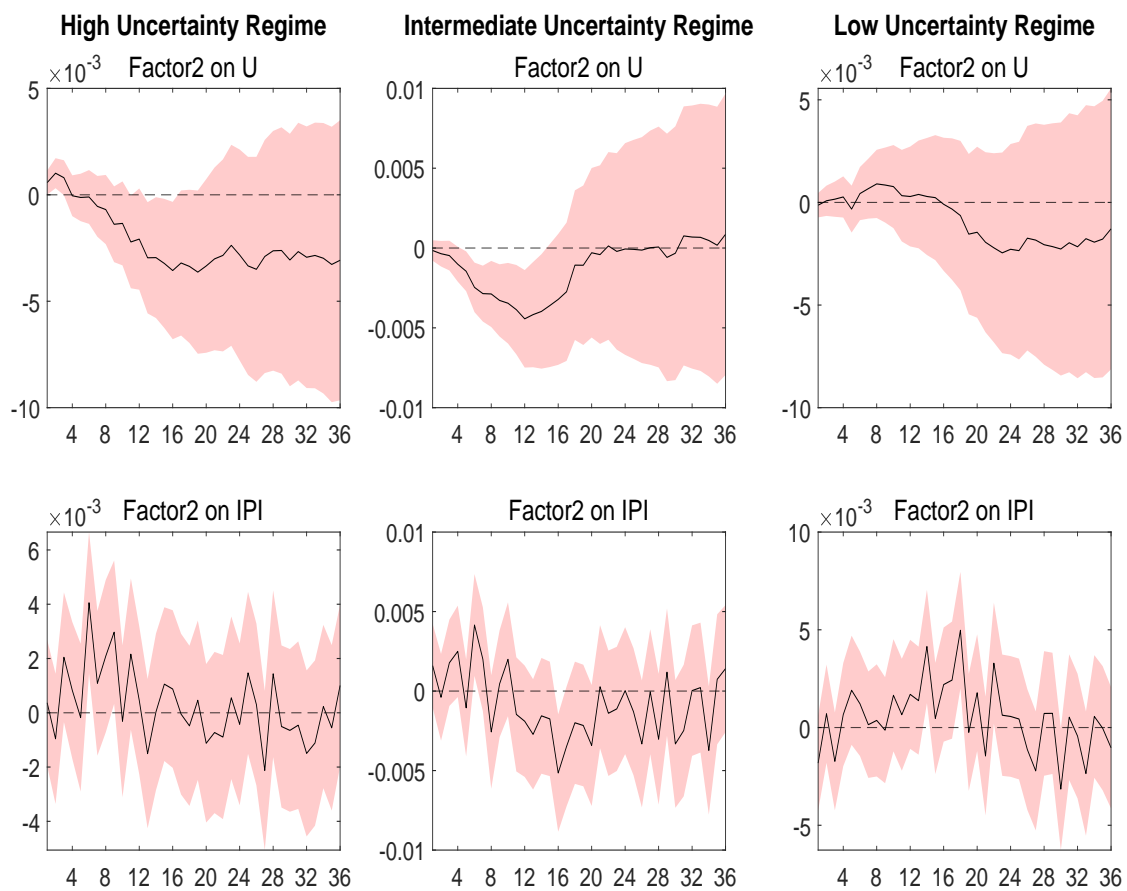 High Uncertainty Regime
Intermediate Uncertainty Regime
Low Uncertainty Regime
×10⁻³
Factor2 on U
5
0
-5
-10
4 8 12 16 20 24 28 32 36
Factor2 on U
0.01
0.005
0
-0.005
-0.01
4 8 12 16 20 24 28 32 36
×10⁻³
Factor2 on U
5
0
-5
-10
4 8 12 16 20 24 28 32 36
×10⁻³
Factor2 on IPI
6
4
2
0
-2
-4
4 8 12 16 20 24 28 32 36
Factor2 on IPI
0.01
0.005
0
-0.005
-0.01
4 8 12 16 20 24 28 32 36
×10⁻³
Factor2 on IPI
10
5
0
-5
4 8 12 16 20 24 28 32 36